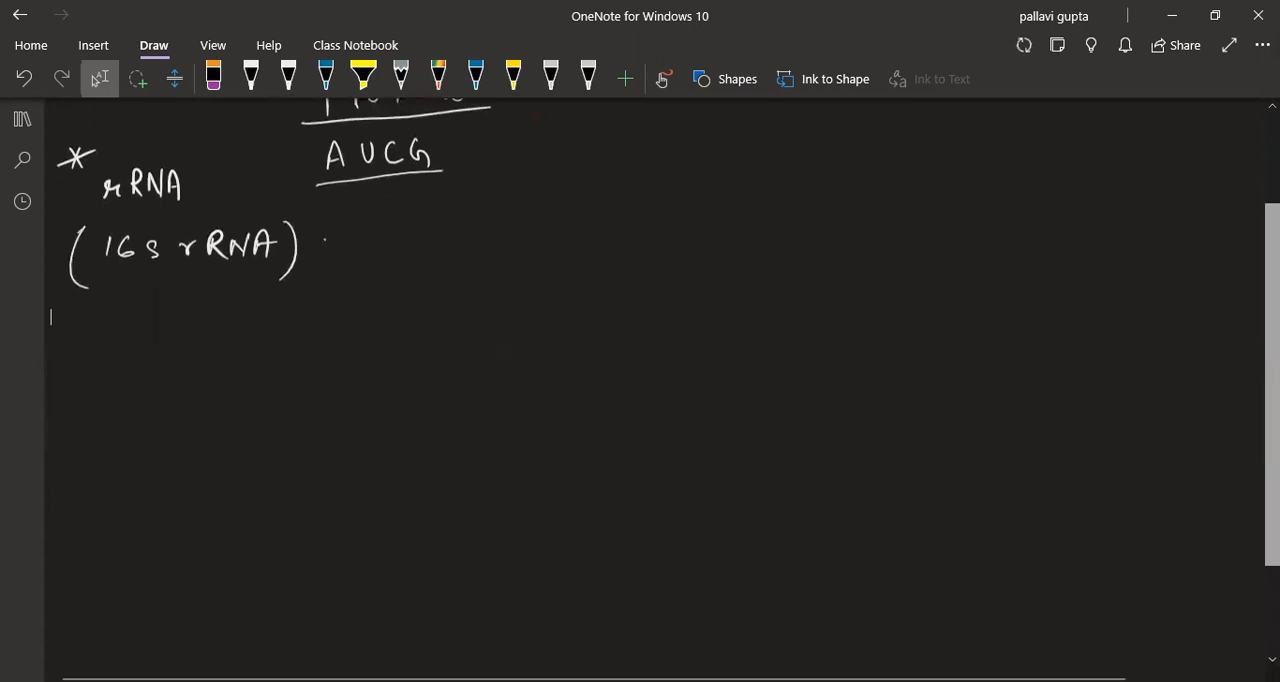 OneNote for Windows 10
pallavi gupta
Home Insert Draw View Help Class Notebook
Share
Shapes Ink to Shape Ink to Text
AUCG
* rRNA
(16s rRNA)